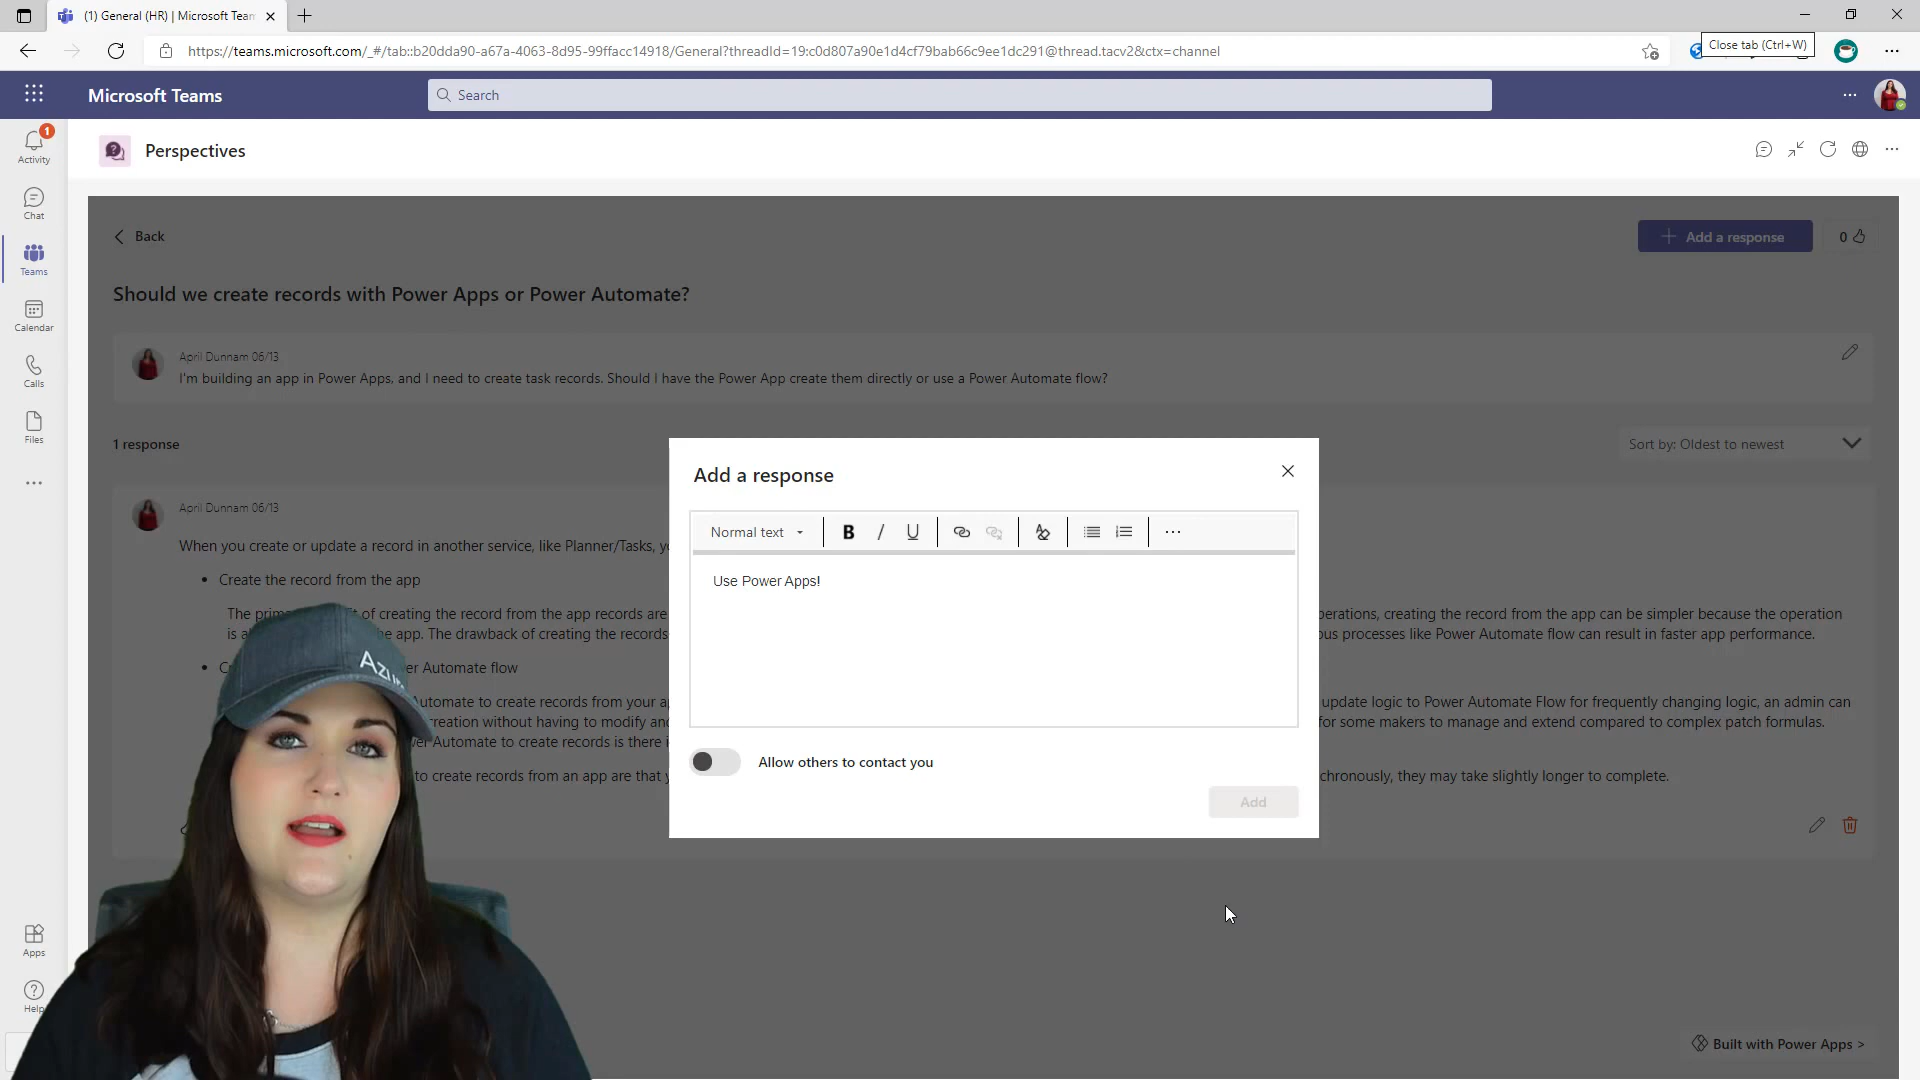 (1) General (HR) | Microsoft Team
https://teams.microsoft.com/_#/tab::b20dda90-a67a-4063-8d95-99ffacc14918/General?threadId=19:c0d807a90e1d4cf79bab66c9ee1dc291@thread.tacv2&ctx=channel
Close tab (Ctrl+W)
Microsoft Teams
Search
1
Activity
Chat
Teams
Calendar
Calls
Files
Apps
Help
Perspectives
Back
Add a response
0
Should we create records with Power Apps or Power Automate?
April Dunnam 06/13
I'm building an app in Power Apps, and I need to create task records. Should I have the Power App create them directly or use a Power Automate flow?
1 response
Sort by: Oldest to newest
April Dunnam 06/13
When you create or update a record in another service, like Planner/Tasks,
• Create the record from the app
The of creating the record from the app records are perations, creating the record from the app can be simpler because the operation
is e app. The drawback of creating the records us processes like Power Automate flow can result in faster app performance.
• er Automate flow
utomate to create records from your a update logic to Power Automate Flow for frequently changing logic, an admin can
reation without having to modify an for some makers to manage and extend compared to complex patch formulas.
er Automate to create records is there
to create records from an app are that chronously, they may take slightly longer to complete.
Add a response
Normal text
B I U
Use Power Apps!
Allow others to contact you
Add
Azu
Built with Power Apps >